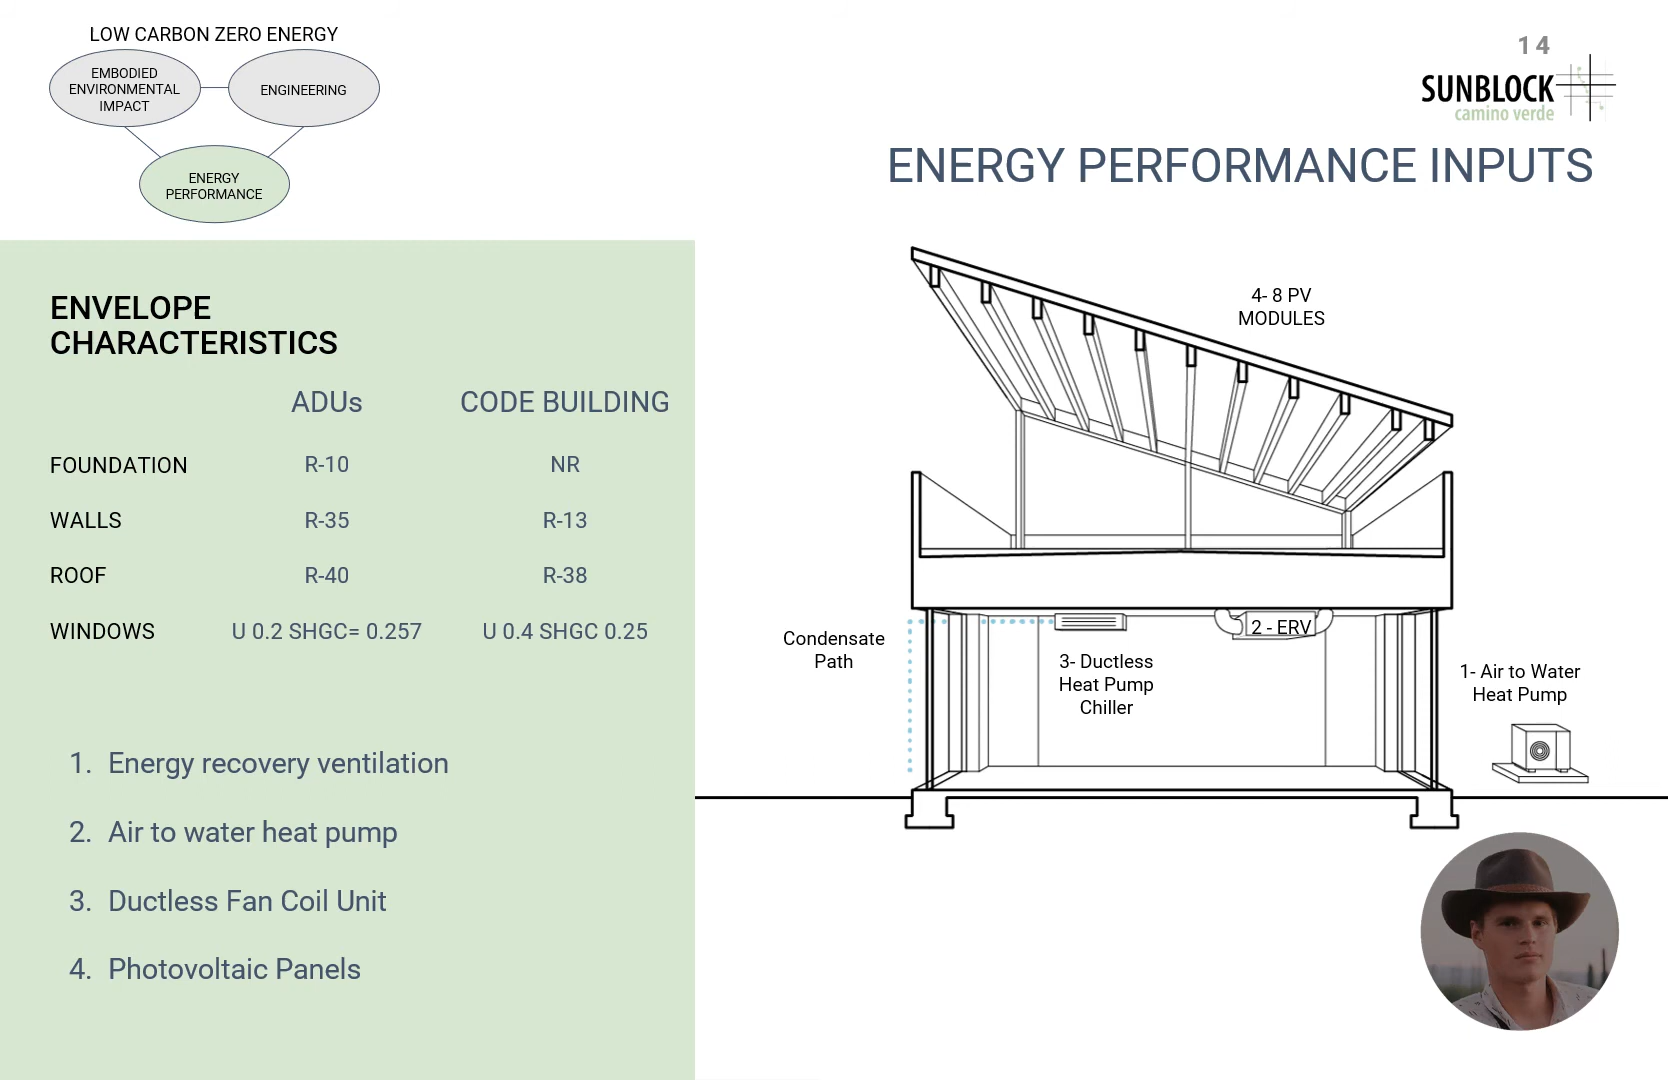 LOW CARBON ZERO ENERGY
EMBODIED
ENVIRONMENTAL
IMPACT
ENGINEERING
ENERGY
PERFORMANCE
14
SUNBLOCK
camino verde
ENERGY PERFORMANCE INPUTS
ENVELOPE
CHARACTERISTICS
ADUs CODE BUILDING
FOUNDATION R-10 NR
WALLS R-35 R-13
ROOF R-40 R-38
WINDOWS U 0.2 SHGC= 0.257 U 0.4 SHGC 0.25
1. Energy recovery ventilation
2. Air to water heat pump
3. Ductless Fan Coil Unit
4. Photovoltaic Panels
4- 8 PV
MODULES
Condensate
Path
3- Ductless
Heat Pump
Chiller
2 - ERV
1- Air to Water
Heat Pump